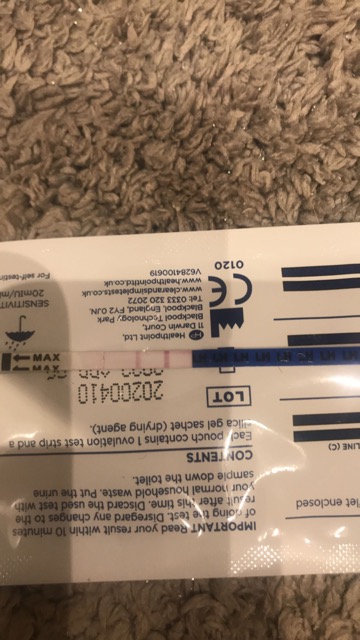 IMPORTANT Read your result within 10 minutes
of doing the test. Disregard any changes to the
result after this time. Discard the used test with
your normal household waste. Put the urine
sample down the toilet.
let enclosed
CONTENTS
Each pouch contains 1 ovulation test strip and a
silica gel sachet (drying agent).
LINE (C)
LOT
20200410
MAX
MAX
Healthpoint Ltd.
11 Darwin Court,
Blackpool Technology Park,
Blackpool, England, FY2 0JN.
Tel: 0333 320 2072
www.clearandsimpletests.co.uk
www.healthpointltd.co.uk
V6284100619
CE
0120
SENSITIVIT
20mIU/ml
For self-testin